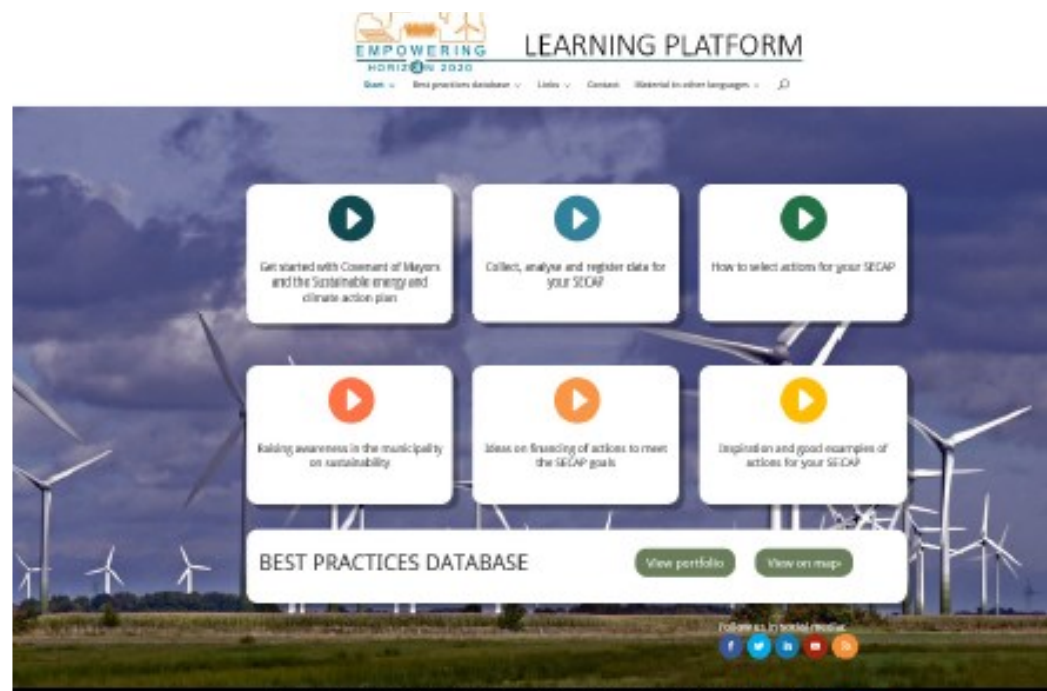 EMPOWERING
HORIZON 2020
LEARNING PLATFORM
Start Best practices database Links Contact Material in other languages
Get started with Covenant of Mayors
and the Sustainable energy and
climate action plan
Collect, analyse and register data for
your SECAP
How to select actions for your SECAP
Raising awareness in the municipality
on sustainability
Ideas on financing of actions to meet
the SECAP goals
Inspiration and good examples of
actions for your SECAP
BEST PRACTICES DATABASE
View portfolio
View on map
Follow us in social media: